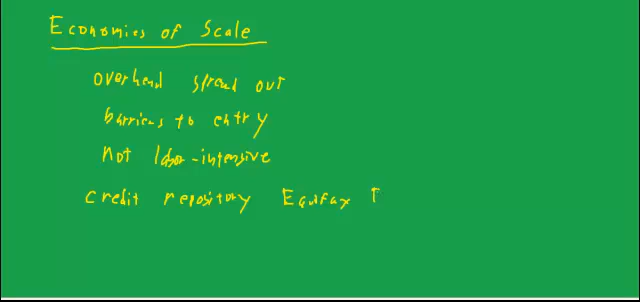 Economies of Scale
overhead spread out
barriers to entry
not labor-intensive
credit repository Equifax